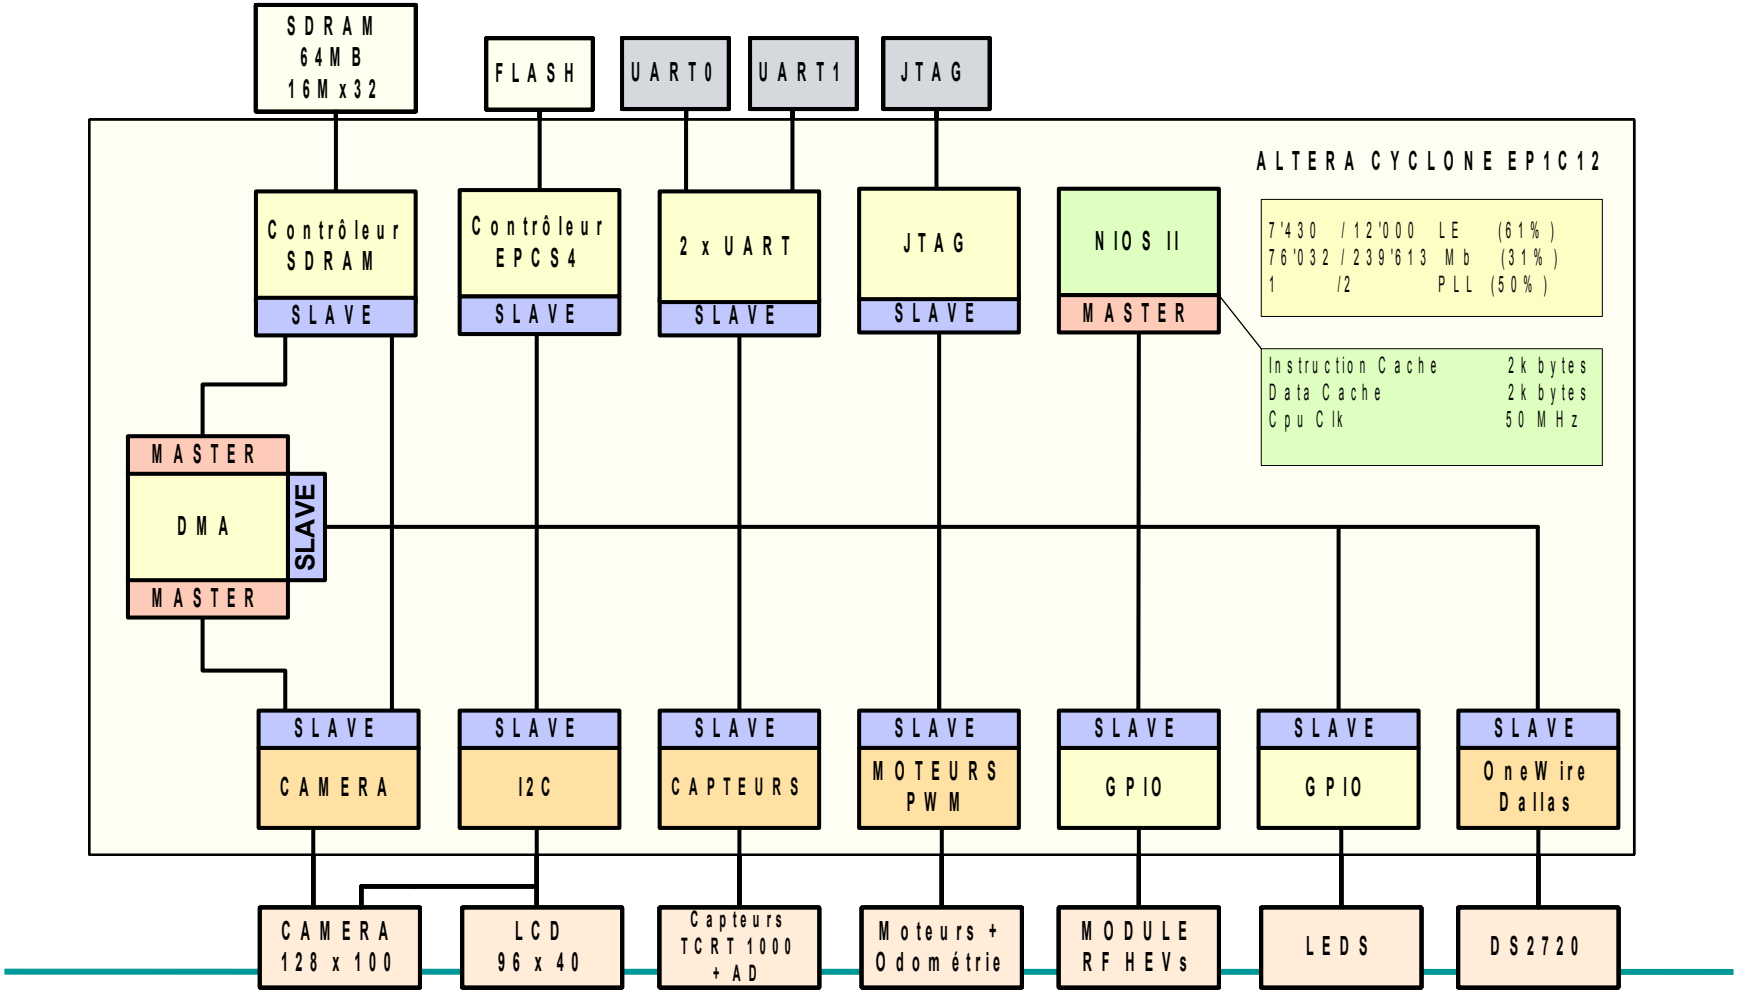 SDRAM
64MB
16M x32
FLASH
UART0
UART1
JTAG
ALTERA CYCLONE EP1C12
Contrôleur
SDRAM
SLAVE
Contrôleur
EPCS4
SLAVE
2 x UART
SLAVE
JTAG
SLAVE
NIOS II
MASTER
7'430 /12'000 LE (61%)
76'032 /239'613 Mb (31%)
1 /2 PLL (50%)
Instruction Cache 2k bytes
Data Cache 2k bytes
Cpu Clk 50 MHz
MASTER
DMA
SLAVE
MASTER
SLAVE
CAMERA
SLAVE
I2C
SLAVE
CAPTEURS
SLAVE
MOTEURS
PWM
SLAVE
GPIO
SLAVE
GPIO
SLAVE
OneWire
Dallas
CAMERA
128 x 100
LCD
96 x 40
Capteurs
TCRT 1000
+ AD
Moteurs +
Odométrie
MODULE
RF HEVs
LEDS
DS2720